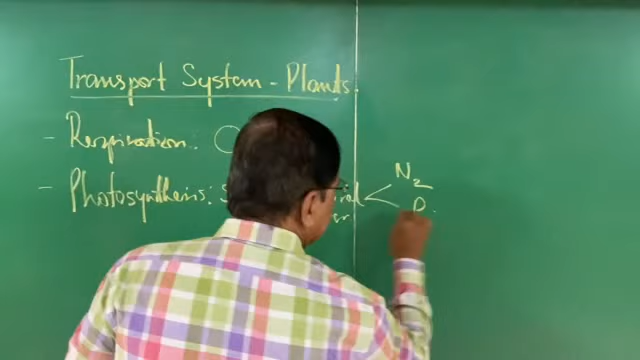 Transport System - Plants.
- Respiration:
- Photosynthesis:
N2
P